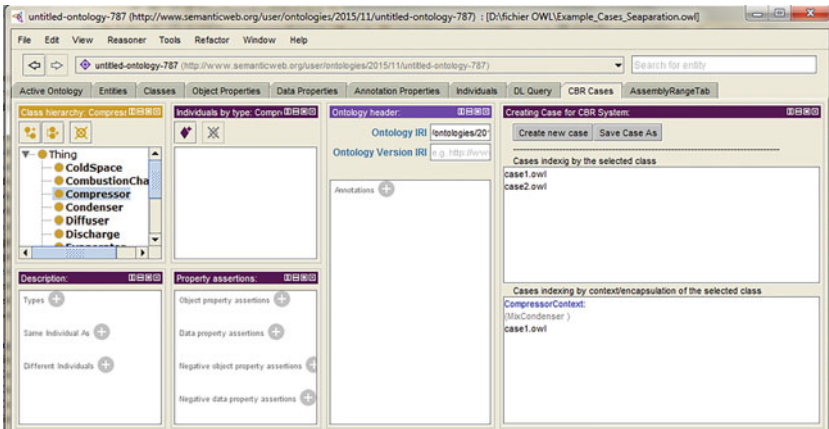 untitled-ontology-787 (http://www.semanticweb.org/user/ontologies/2015/11/untitled-ontology-787) : [D:\fichier OWL\Example_Cases_Seaparation.owl]
File Edit View Reasoner Tools Refactor Window Help
untitled-ontology-787 (http://www.semanticweb.org/user/ontologies/2015/11/untitled-ontology-787)
Search for entity
Active Ontology Entities Classes Object Properties Data Properties Annotation Properties Individuals DL Query CBR Cases AssemblyRangeTab
Class hierarchy: Compress
Thing
ColdSpace
CombustionCha
Compressor
Condenser
Diffuser
Discharge
Individuals by type: Compr
Ontology header:
Ontology IRI /ontologies/201
Ontology Version IRI e.g. http://www
Annotations
Creating Case for CBR System:
Create new case Save Case As
Cases indexig by the selected class
case1.owl
case2.owl
Cases indexing by context/encapsulation of the selected class
CompressorContext:
(MixCondenser )
case1.owl
Description:
Types
Same Individual As
Different Individuals
Property assertions:
Object property assertions
Data property assertions
Negative object property assertions
Negative data property assertions